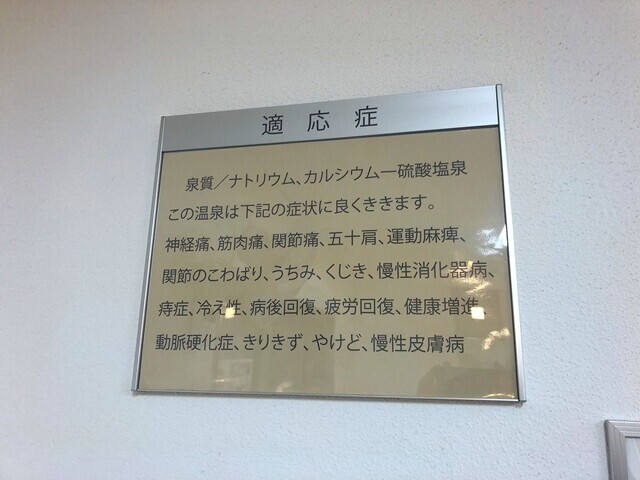 適応症
泉質／ナトリウム、カルシウム一硫酸塩泉
この温泉は下記の症状に良くききます。
神経痛、筋肉痛、関節痛、五十肩、運動麻痺、
関節のこわばり、うちみ、くじき、慢性消化器病、
痔症、冷え性、病後回復、疲労回復、健康増進
動脈硬化症、きりきず、やけど、慢性皮膚病